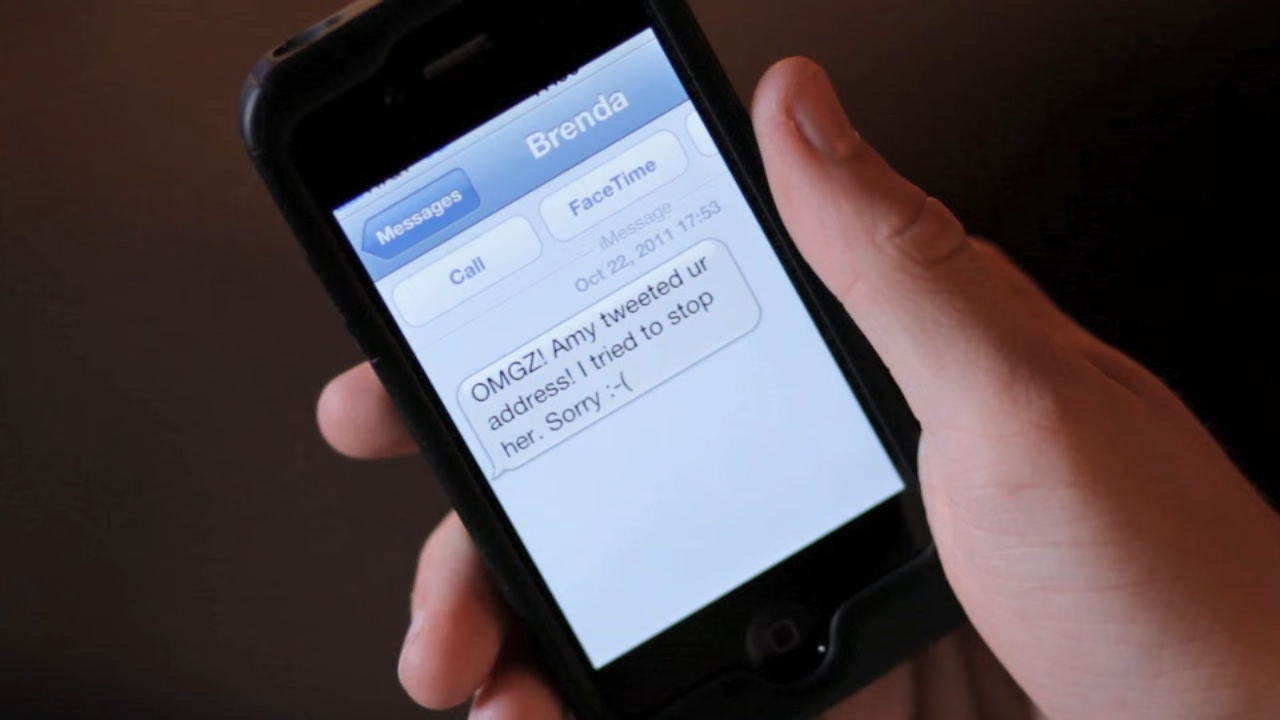 Brenda
Messages
Call
FaceTime
iMessage
Oct 22, 2011 17:53
OMGZ! Amy tweeted ur
address! I tried to stop
her. Sorry :-(